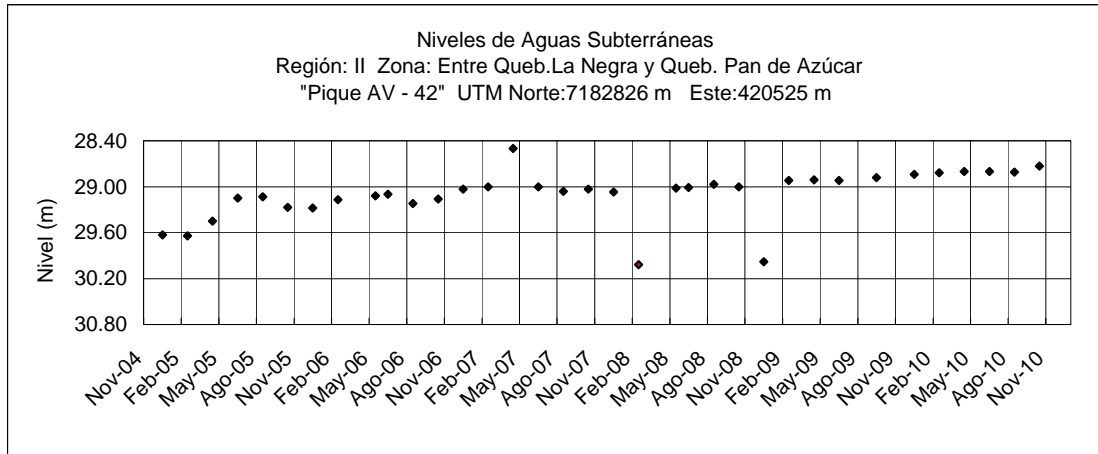 Niveles de Aguas Subterráneas
Región: II Zona: Entre Queb.La Negra y Queb. Pan de Azúcar
"Pique AV - 42" UTM Norte:7182826 m Este:420525 m
Nivel (m)
28.40
29.00
29.60
30.20
30.80
Nov-04
Feb-05
May-05
Ago-05
Nov-05
Feb-06
May-06
Ago-06
Nov-06
Feb-07
May-07
Ago-07
Nov-07
Feb-08
May-08
Ago-08
Nov-08
Feb-09
May-09
Ago-09
Nov-09
Feb-10
May-10
Ago-10
Nov-10